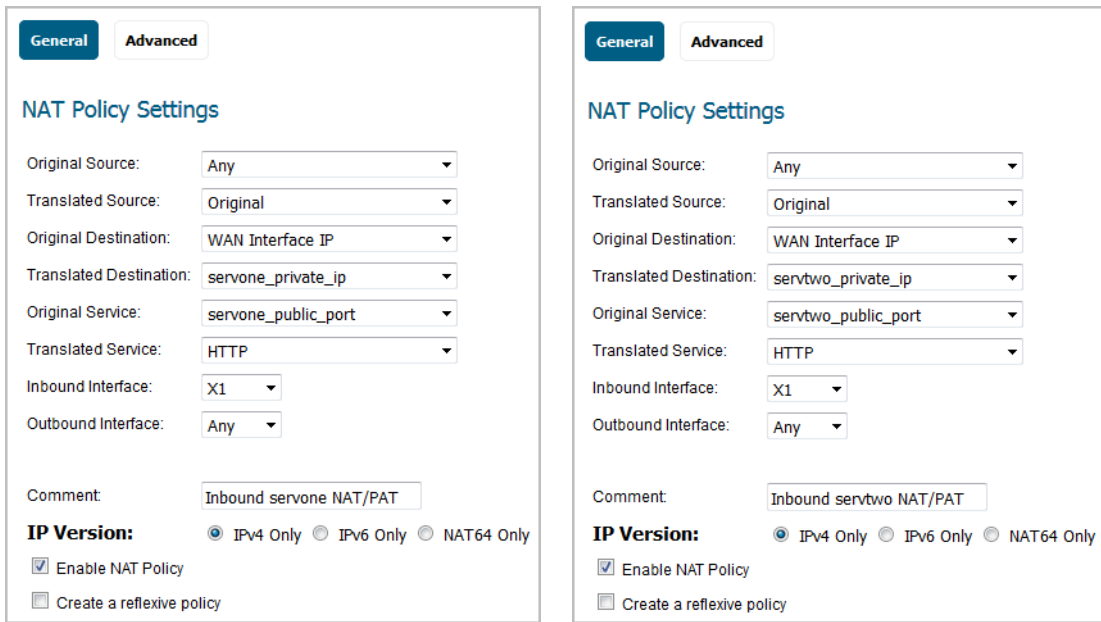 General Advanced
NAT Policy Settings
Original Source: Any
Translated Source: Original
Original Destination: WAN Interface IP
Translated Destination: servone_private_ip
Original Service: servone_public_port
Translated Service: HTTP
Inbound Interface: X1
Outbound Interface: Any
Comment: Inbound servone NAT/PAT
IP Version: IPv4 Only IPv6 Only NAT64 Only
Enable NAT Policy
Create a reflexive policy
General Advanced
NAT Policy Settings
Original Source: Any
Translated Source: Original
Original Destination: WAN Interface IP
Translated Destination: servtwo_private_ip
Original Service: servtwo_public_port
Translated Service: HTTP
Inbound Interface: X1
Outbound Interface: Any
Comment: Inbound servtwo NAT/PAT
IP Version: IPv4 Only IPv6 Only NAT64 Only
Enable NAT Policy
Create a reflexive policy